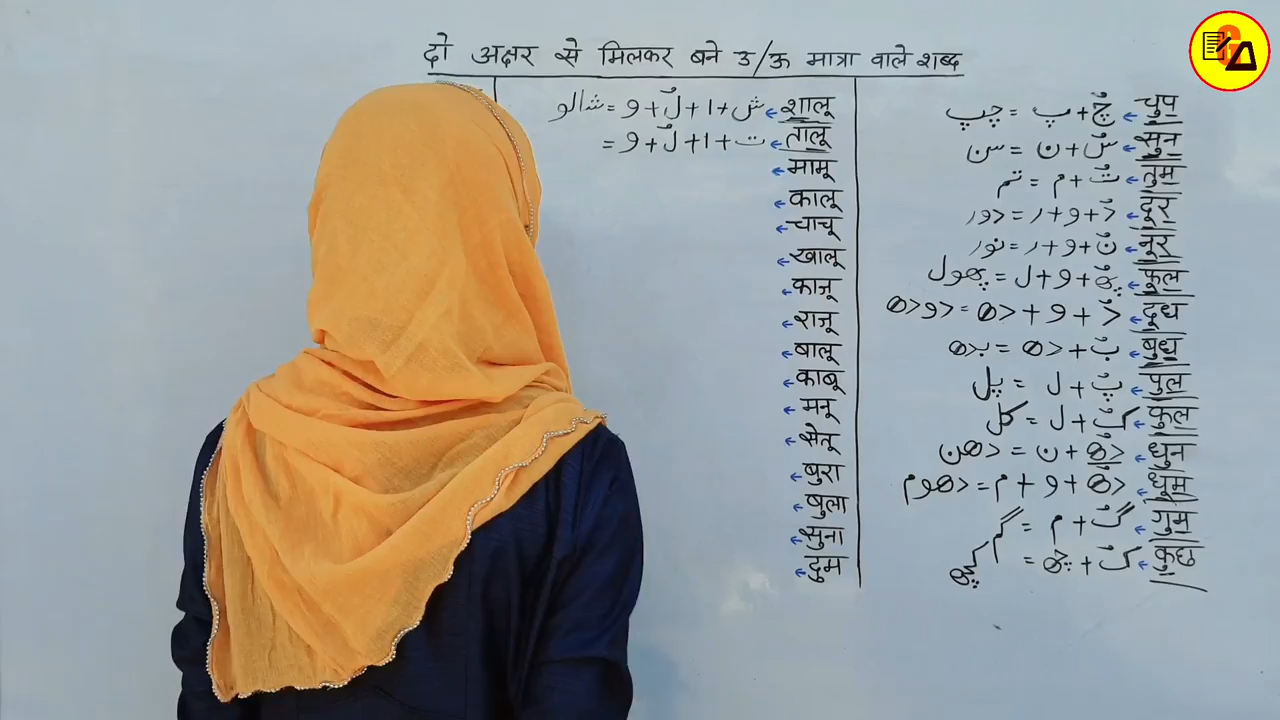 दो अक्षर से मिलकर बने उ/ऊ मात्रा वाले शब्द
चुप ← چُ + پ = چپ
सुन ← سُ + ن = سن
तुम ← تُ + م = تم
दूर ← دُ + و + ر = دور
नूर ← نُ + و + ر = نور
फूल ← پھُ + و + ل = پھول
दूध ← دُ + و + دھ = دودھ
बुध ← بُ + دھ = بدھ
पुल ← پُ + ل = پل
कुल ← کُ + ل = کل
धुन ← دھُ + ن = دھن
धूम ← دھُ + و + م = دھوم
गुम ← گُ + م = گم
कुछ ← کُ + چھ = کچھ
शालू ← ش + ا + لُ + و = شالو
तालू ← ت + ا + لُ + و =
मामू ←
कालू ←
चाचू ←
खालू ←
काजू ←
राजू ←
बालू ←
काबू ←
मनू ←
बुरा ←
बुला ←
सुना ←
दुम ←